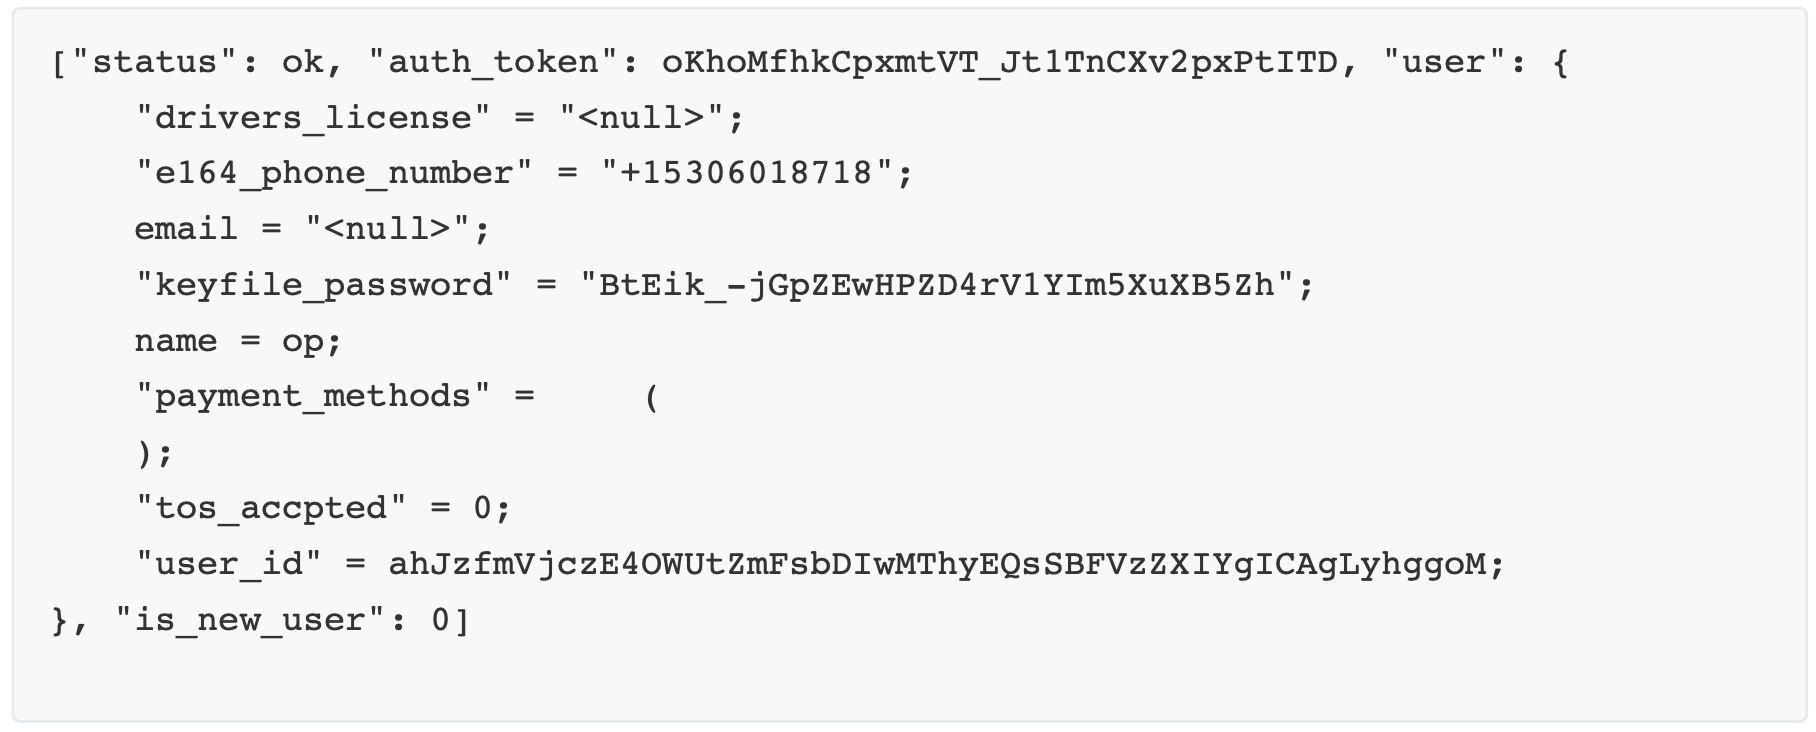 ["status": ok, "auth_token": oKhoMfhkCpxmtVT_Jt1TnCXv2pxPtITD, "user": {
"drivers_license" = "<null>";
"e164_phone_number" = "+15306018718";
email = "<null>";
"keyfile_password" = "BtEik_-jGpZEwHPZD4rV1YIm5XuXB5Zh";
name = op;
"payment_methods" = (
);
"tos_accpted" = 0;
"user_id" = ahJzfmVjczE4OWUtZmFsbDIwMThyEQsSBFVzZXIYgICAgLyhggoM;
}, "is_new_user": 0]